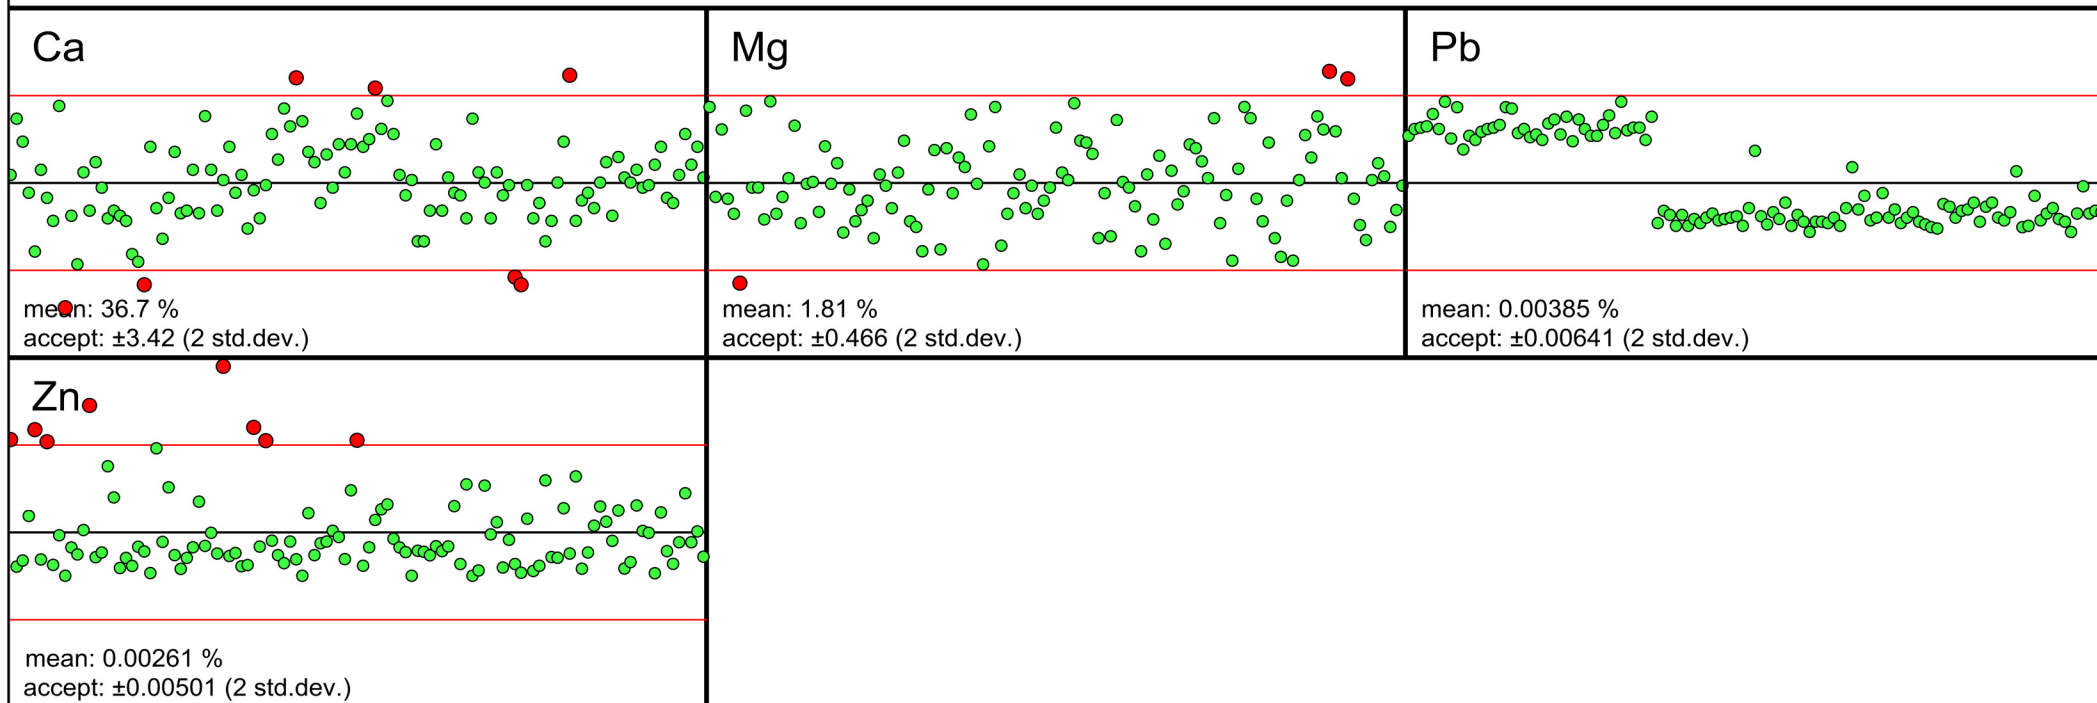 Ca
mean: 36.7 %
accept: ±3.42 (2 std.dev.)
Mg
mean: 1.81 %
accept: ±0.466 (2 std.dev.)
Pb
mean: 0.00385 %
accept: ±0.00641 (2 std.dev.)
Zn
mean: 0.00261 %
accept: ±0.00501 (2 std.dev.)